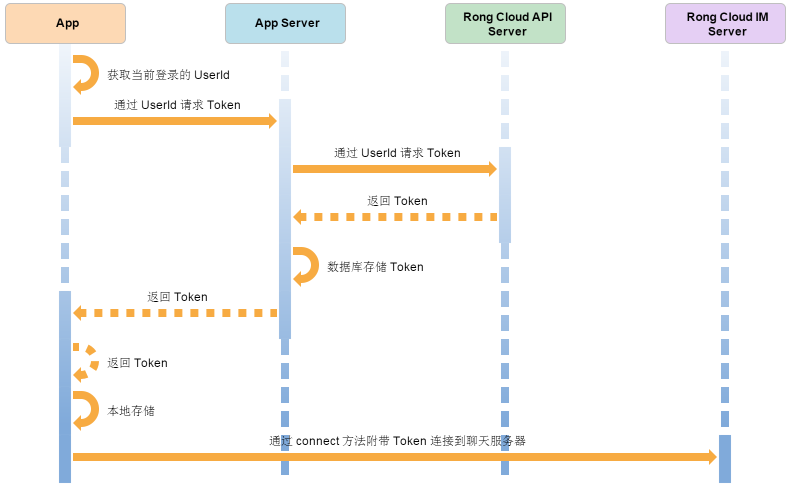 App
App Server
Rong Cloud API
Server
Rong Cloud IM
Server
获取当前登录的 UserId
通过 UserId 请求 Token
通过 UserId 请求 Token
返回 Token
数据库存储 Token
返回 Token
返回 Token
本地存储
通过 connect 方法附带 Token 连接到聊天服务器